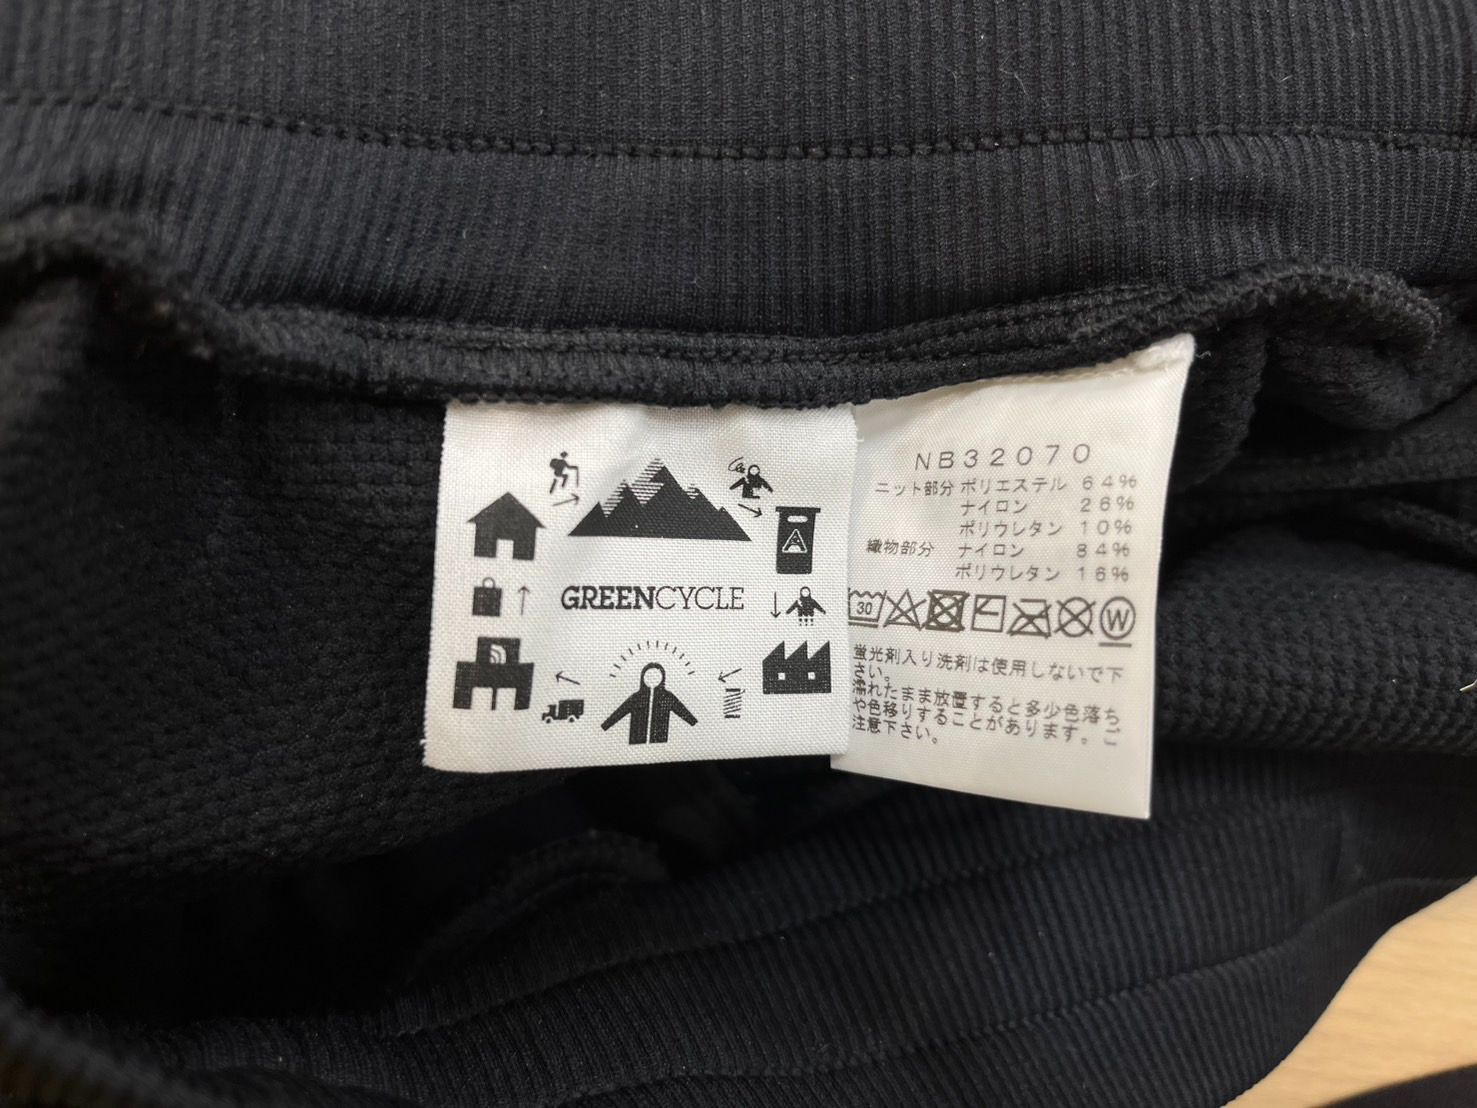 GREENCYCLE
NB32070
ニット部分 ポリエステル 64%
ナイロン 26%
ポリウレタン 10%
織物部分 ナイロン 84%
ポリウレタン 16%
30 W
蛍光剤入り洗剤は使用しないで下
さい。
濡れたまま放置すると多少色落ち
や色移りすることがあります。ご
注意下さい。